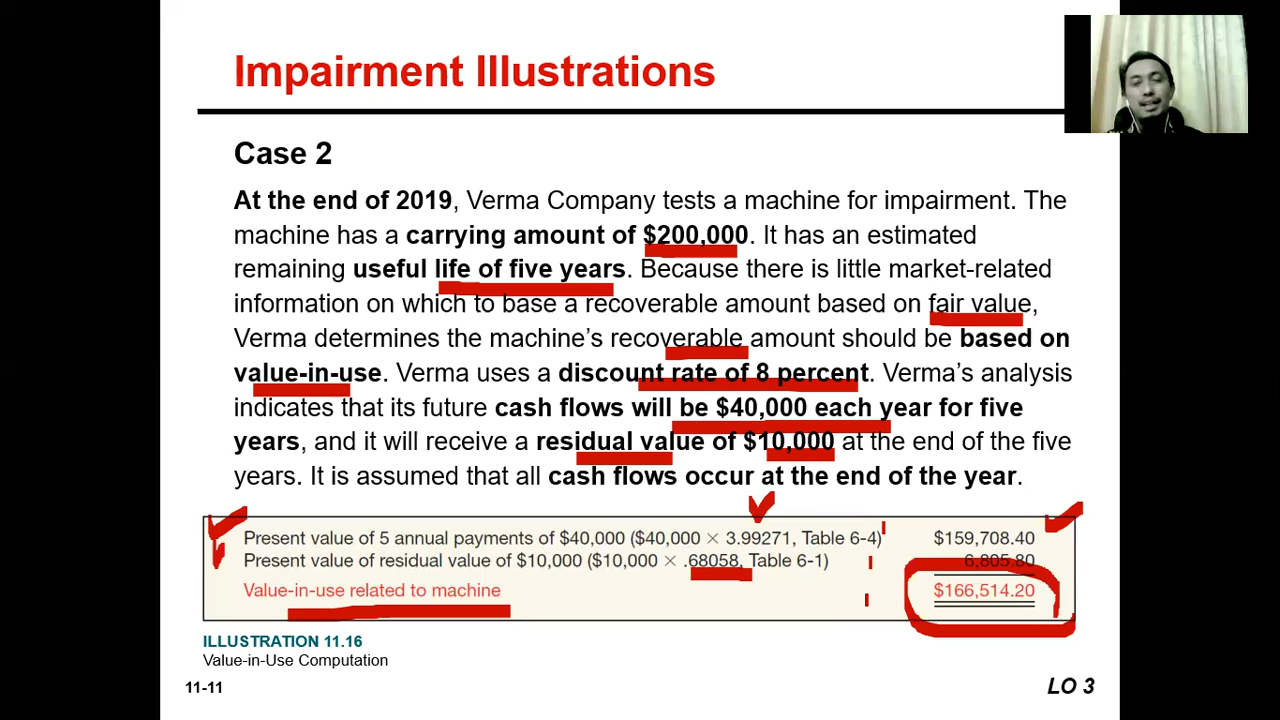 Impairment Illustrations
Case 2
At the end of 2019, Verma Company tests a machine for impairment. The
machine has a carrying amount of $200,000. It has an estimated
remaining useful life of five years. Because there is little market-related
information on which to base a recoverable amount based on fair value,
Verma determines the machine’s recoverable amount should be based on
value-in-use. Verma uses a discount rate of 8 percent. Verma’s analysis
indicates that its future cash flows will be $40,000 each year for five
years, and it will receive a residual value of $10,000 at the end of the five
years. It is assumed that all cash flows occur at the end of the year.
Present value of 5 annual payments of $40,000 ($40,000 × 3.99271, Table 6-4) $159,708.40
Present value of residual value of $10,000 ($10,000 × .68058, Table 6-1) 6,805.80
Value-in-use related to machine $166,514.20
ILLUSTRATION 11.16
Value-in-Use Computation
11-11 LO 3